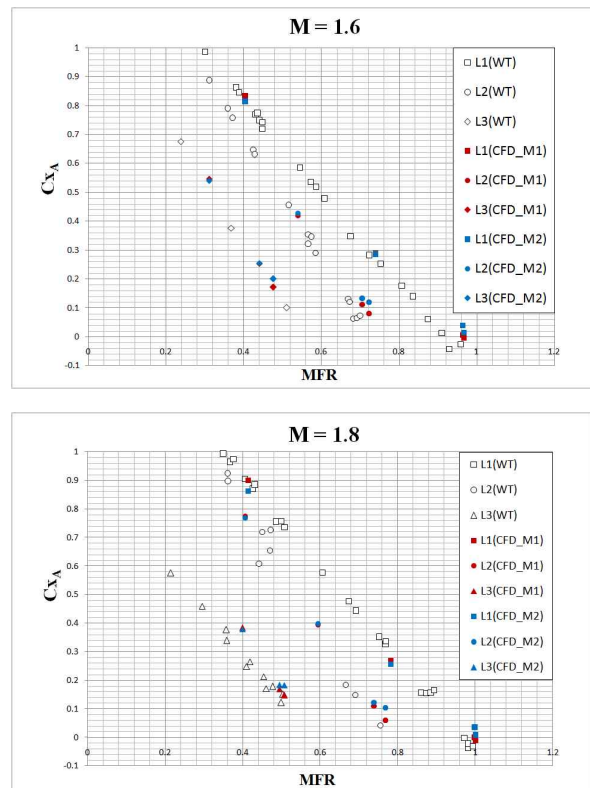 M = 1.6
1
0.9
0.8
0.7
0.6
0.5
0.4
0.3
0.2
0.1
0
-0.1
Cx_A
0 0.2 0.4 0.6 0.8 1 1.2
MFR
L1(WT)
L2(WT)
L3(WT)
L1(CFD_M1)
L2(CFD_M1)
L3(CFD_M1)
L1(CFD_M2)
L2(CFD_M2)
L3(CFD_M2)
M = 1.8
1
0.9
0.8
0.7
0.6
0.5
0.4
0.3
0.2
0.1
0
-0.1
Cx_A
0 0.2 0.4 0.6 0.8 1 1.2
MFR
L1(WT)
L2(WT)
L3(WT)
L1(CFD_M1)
L2(CFD_M1)
L3(CFD_M1)
L1(CFD_M2)
L2(CFD_M2)
L3(CFD_M2)